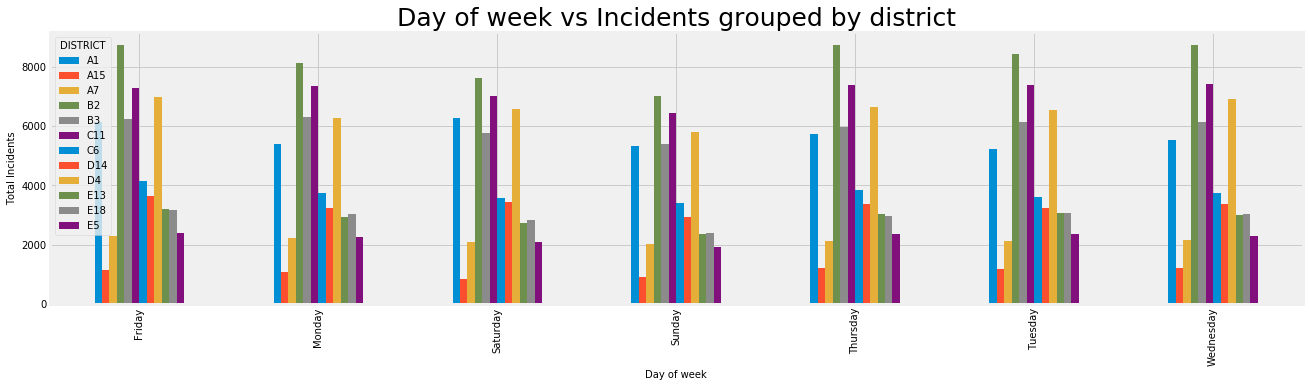 Day of week vs Incidents grouped by district
DISTRICT
A1
A15
A7
B2
B3
C11
C6
D14
D4
E13
E18
E5
Total Incidents
8000
6000
4000
2000
0
Friday
Monday
Saturday
Sunday
Thursday
Tuesday
Wednesday
Day of week